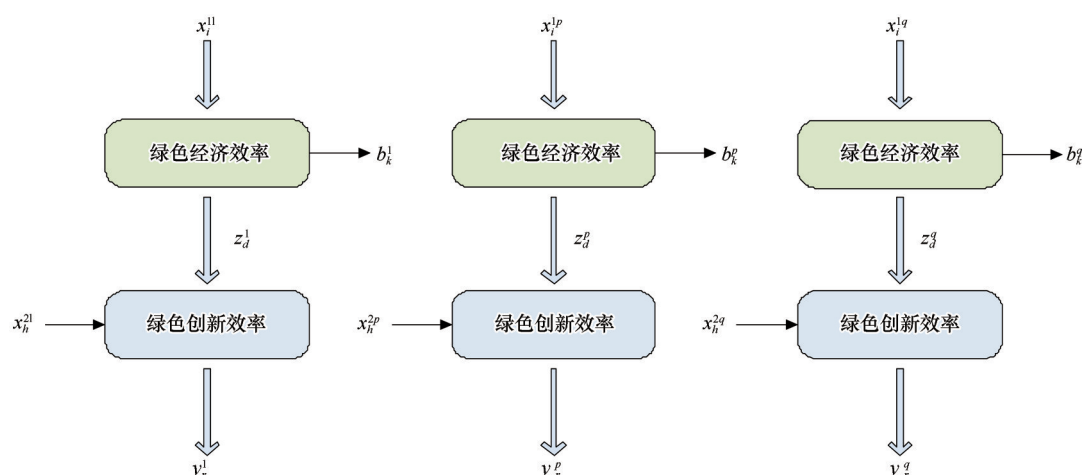 x_i^{11} x_i^{1p} x_i^{1q}
绿色经济效率 b_k^1 绿色经济效率 b_k^p 绿色经济效率 b_k^q
z_d^1 z_d^p z_d^q
x_h^{21} 绿色创新效率 x_h^{2p} 绿色创新效率 x_h^{2q} 绿色创新效率
y_r^1 y_r^p y_r^q